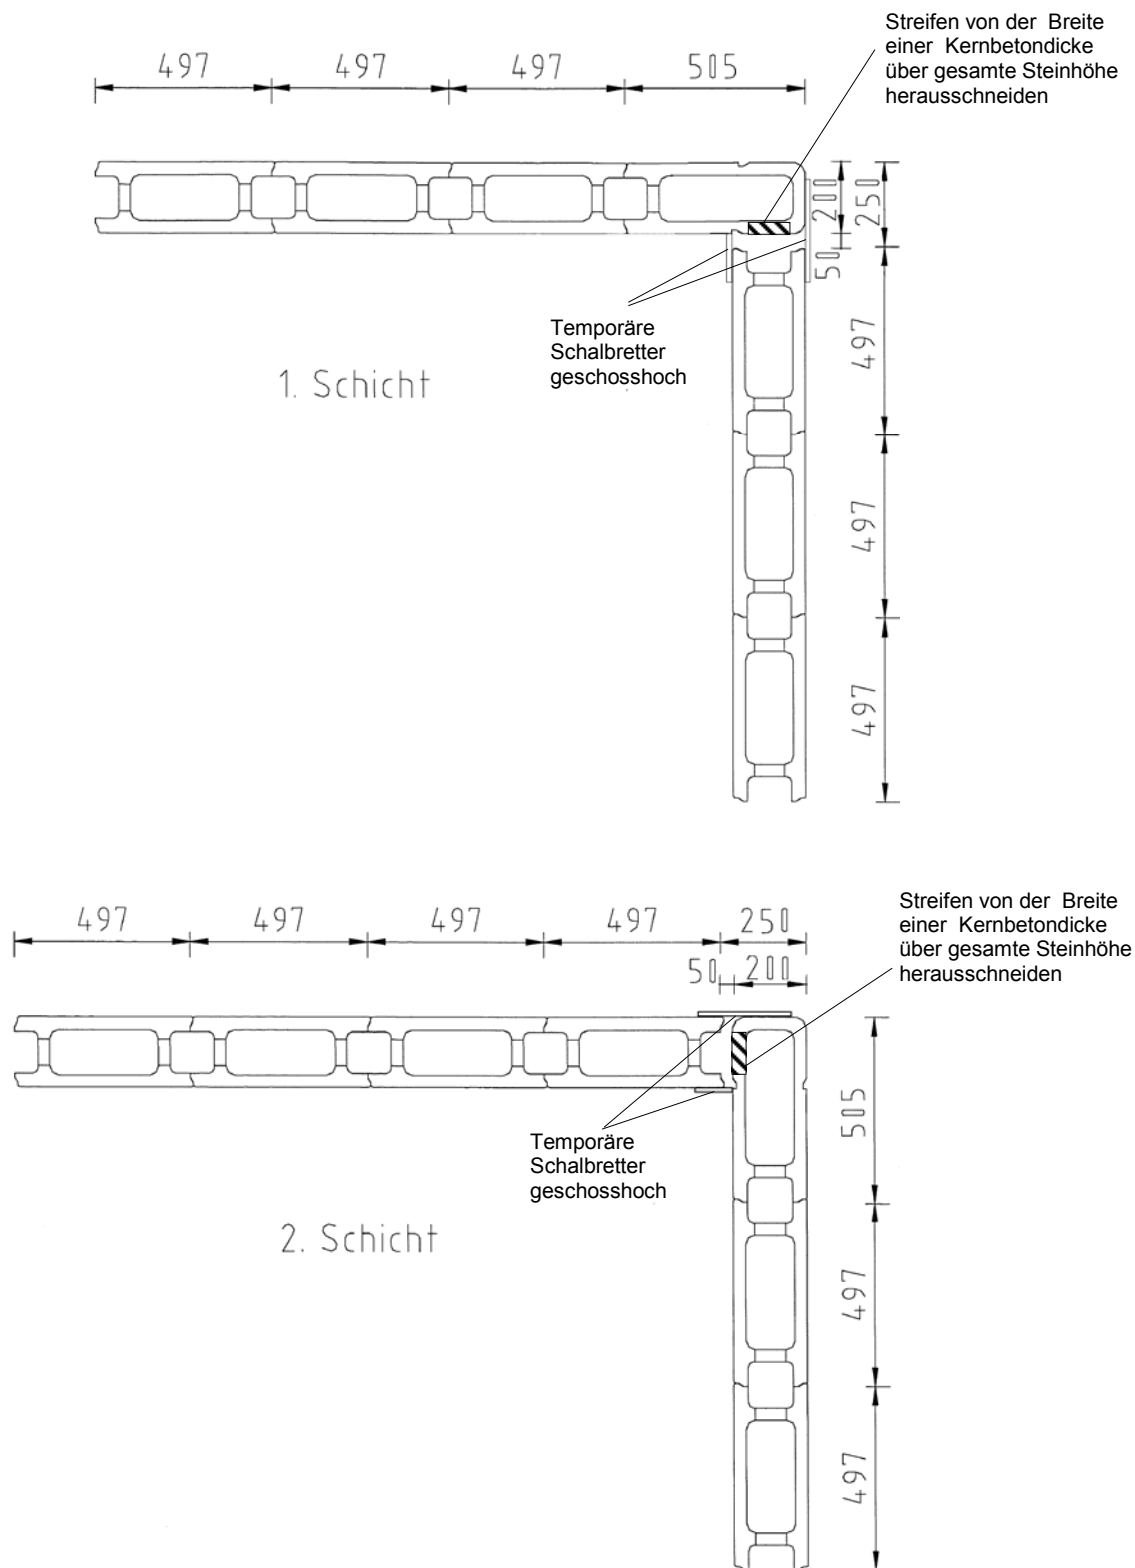 Streifen von der Breite
einer Kernbetondicke
über gesamte Steinhöhe
herausschneiden
497 497 497 505
200
250
50
Temporäre
Schalbretter
geschosshoch
497
1. Schicht
497
497
Streifen von der Breite
einer Kernbetondicke
über gesamte Steinhöhe
herausschneiden
497 497 497 497 250
50 200
505
Temporäre
Schalbretter
geschosshoch
2. Schicht
497
497